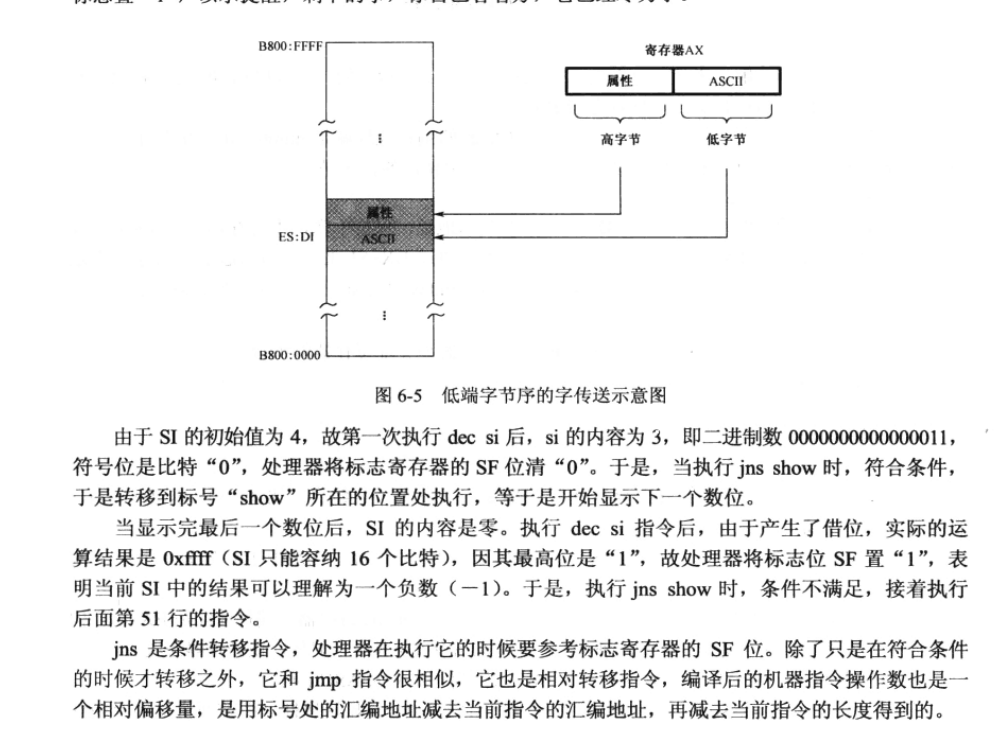 B800:FFFF
寄存器AX
属性 ASCII
高字节 低字节
⋮
属性
ES:DI ASCII
⋮
B800:0000
图 6-5 低端字节序的字传送示意图
由于 SI 的初始值为 4，故第一次执行 dec si 后，si 的内容为 3，即二进制数 0000000000000011，
符号位是比特“0”，处理器将标志寄存器的 SF 位清“0”。于是，当执行 jns show 时，符合条件，
于是转移到标号“show”所在的位置处执行，等于是开始显示下一个数位。
当显示完最后一个数位后，SI 的内容是零。执行 dec si 指令后，由于产生了借位，实际的运
算结果是 0xffff（SI 只能容纳 16 个比特），因其最高位是“1”，故处理器将标志位 SF 置“1”，表
明当前 SI 中的结果可以理解为一个负数（－1）。于是，执行 jns show 时，条件不满足，接着执行
后面第 51 行的指令。
jns 是条件转移指令，处理器在执行它的时候要参考标志寄存器的 SF 位。除了只是在符合条件
的时候才转移之外，它和 jmp 指令很相似，它也是相对转移指令，编译后的机器指令操作数也是一
个相对偏移量，是用标号处的汇编地址减去当前指令的汇编地址，再减去当前指令的长度得到的。